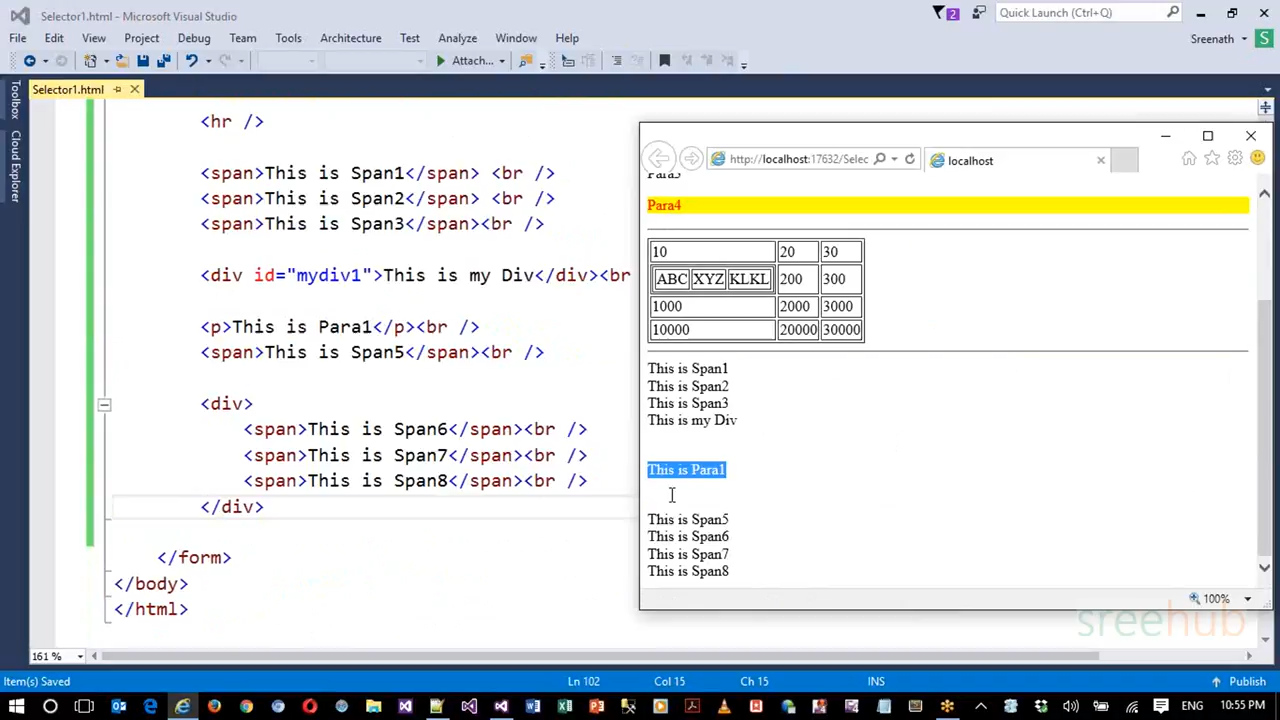 Selector1.html - Microsoft Visual Studio
2
Quick Launch (Ctrl+Q)
File Edit View Project Debug Team Tools Architecture Test Analyze Window Help
Sreenath
S
Attach...
Toolbox
Cloud Explorer
Selector1.html
<hr />
<span>This is Span1</span> <br />
<span>This is Span2</span> <br />
<span>This is Span3</span><br />
<div id="mydiv1">This is my Div</div><br
<p>This is Para1</p><br />
<span>This is Span5</span><br />
<div>
<span>This is Span6</span><br />
<span>This is Span7</span><br />
<span>This is Span8</span><br />
</div>
</form>
</body>
</html>
http://localhost:17632/Selec
localhost
Para4
10 20 30
ABC XYZ KLKL 200 300
1000 2000 3000
10000 20000 30000
This is Span1
This is Span2
This is Span3
This is my Div
This is Para1
This is Span5
This is Span6
This is Span7
This is Span8
100%
sreehub
161 %
Item(s) Saved
Ln 102 Col 15 Ch 15 INS
Publish
ENG 10:55 PM